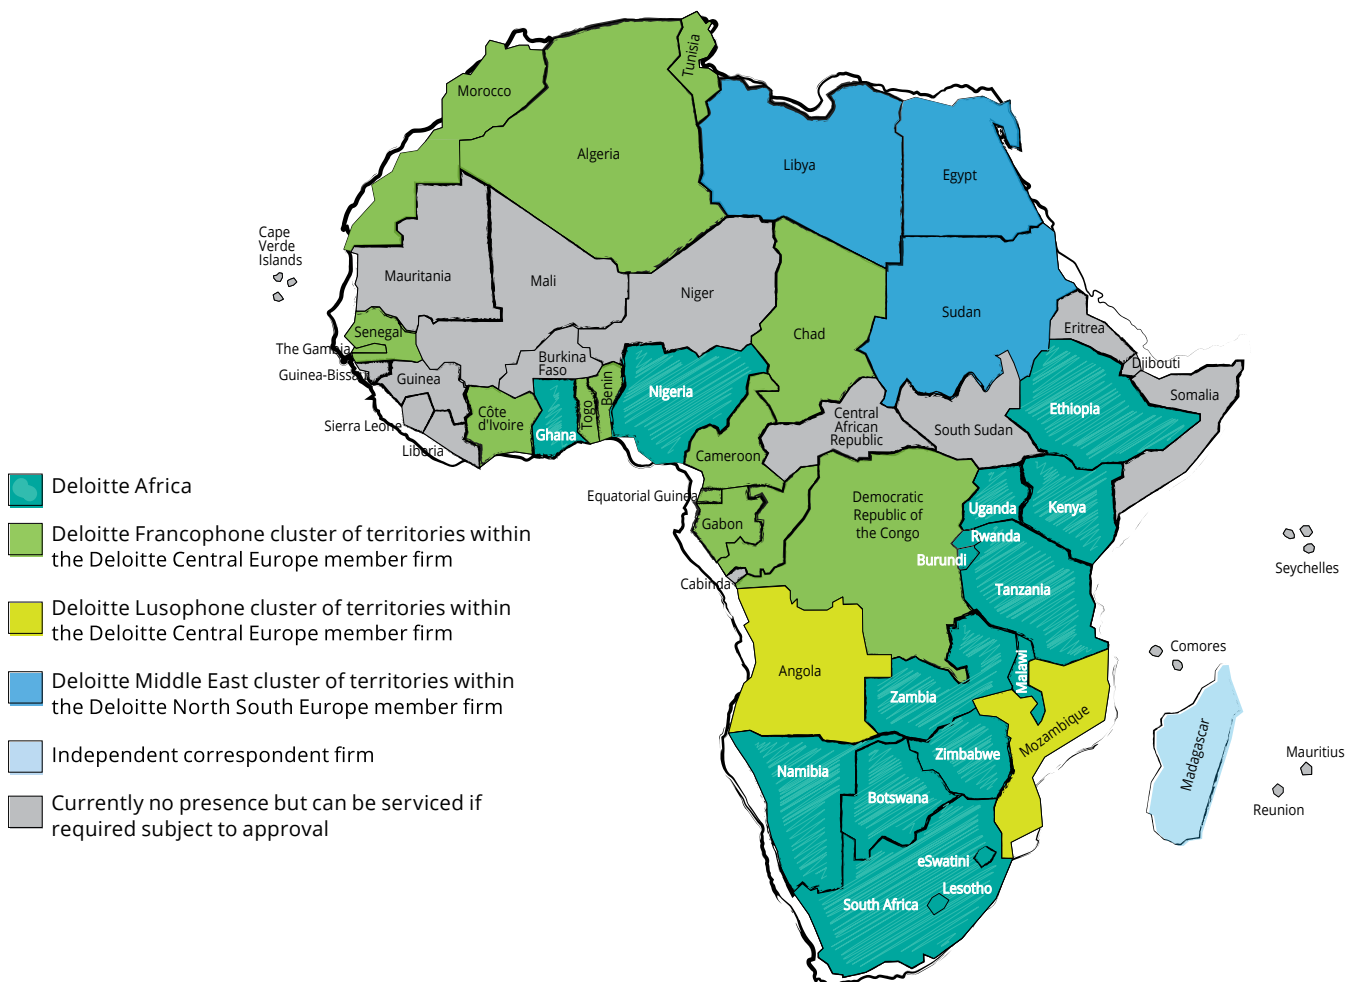 Tunisia
Morocco
Algeria
Libya
Egypt
Cape
Verde
Islands
Mauritania
Mali
Niger
Chad
Sudan
Eritrea
Senegal
The Gambia
Djibouti
Guinea-Bissau
Guinea
Burkina
Faso
Benin
Togo
Nigeria
Somalia
Ethiopla
Côte
d'Ivoire
Ghana
Central
African
Republic
South Sudan
Sierra Leone
Liberia
Cameroon
Deloitte Africa
Equatorial Guinea
Democratic
Republic of
the Congo
Uganda
Kenya
Gabon
Rwanda
Deloitte Francophone cluster of territories within
the Deloitte Central Europe member firm
Burundi
Seychelles
Cabinda
Tanzania
Deloitte Lusophone cluster of territories within
the Deloitte Central Europe member firm
Comores
Angola
Malawi
Zambia
Deloitte Middle East cluster of territories within
the Deloitte North South Europe member firm
Mozambique
Madagascar
Independent correspondent firm
Zimbabwe
Mauritius
Namibia
Botswana
Reunion
Currently no presence but can be serviced if
required subject to approval
eSwatini
Lesotho
South Africa